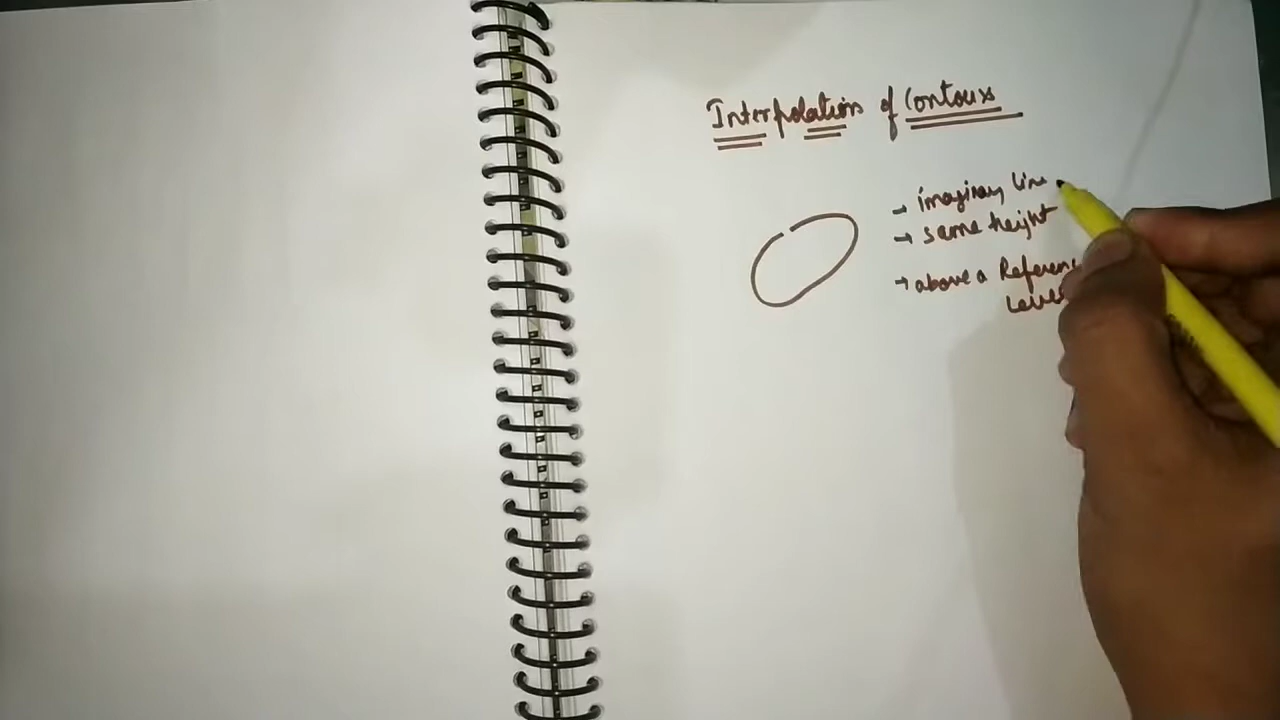 Interpolation of Contours
→ imaginary line
→ same height
→ above a Reference
Level